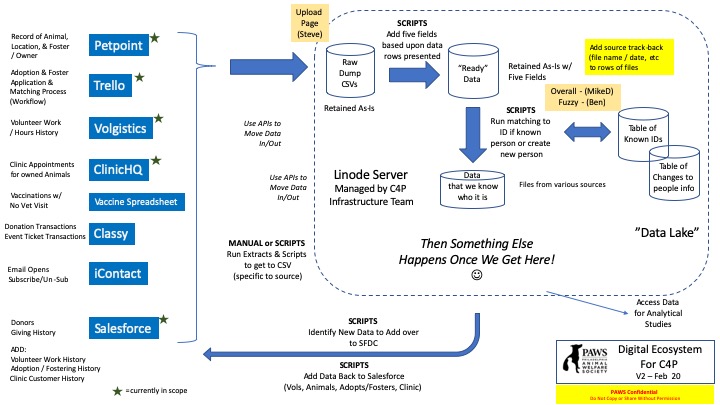 Record of Animal,
Location, & Foster
/ Owner
Petpoint
Adoption & Foster
Application &
Matching Process
(Workflow)
Trello
Volunteer Work
/ Hours History
Volgistics
Clinic Appointments
for owned Animals
ClinicHQ
Vaccinations w/
No Vet Visit
Vaccine Spreadsheet
Donation Transactions
Event Ticket Transactions
Classy
Email Opens
Subscribe/Un-Sub
iContact
Donors
Giving History
Salesforce
ADD:
Volunteer Work History
Adoption / Fostering History
Clinic Customer History
=currently in scope
Use APIs to
Move Data
In/Out
Use APIs to
Move Data
In/Out
MANUAL or SCRIPTS
Run Extracts & Scripts
to get to CSV
(specific to source)
Upload
Page
(Steve)
Raw
Dump
CSVs
Retained As-Is
SCRIPTS
Add five fields
based upon data
rows presented
"Ready"
Data
Retained As-Is w/
Five Fields
Add source track-back
(file name / date, etc
to rows of files
Overall - (MikeD)
Fuzzy - (Ben)
SCRIPTS
Run matching to
ID if known
person or create
new person
Table of
Known IDs
Table of
Changes to
people info
Linode Server
Managed by C4P
Infrastructure Team
Data
that we know
who it is
Files from various sources
"Data Lake"
Then Something Else
Happens Once We Get Here!
☺
Access Data
for Analytical
Studies
SCRIPTS
Identify New Data to Add over
to SFDC
SCRIPTS
Add Data Back to Salesforce
(Vols, Animals, Adopts/Fosters, Clinic)
PAWS
PHILADELPHIA
ANIMAL WELFARE
SOCIETY
Digital Ecosystem
For C4P
V2 – Feb 20
PAWS Confidential
Do Not Copy or Share Without Permission